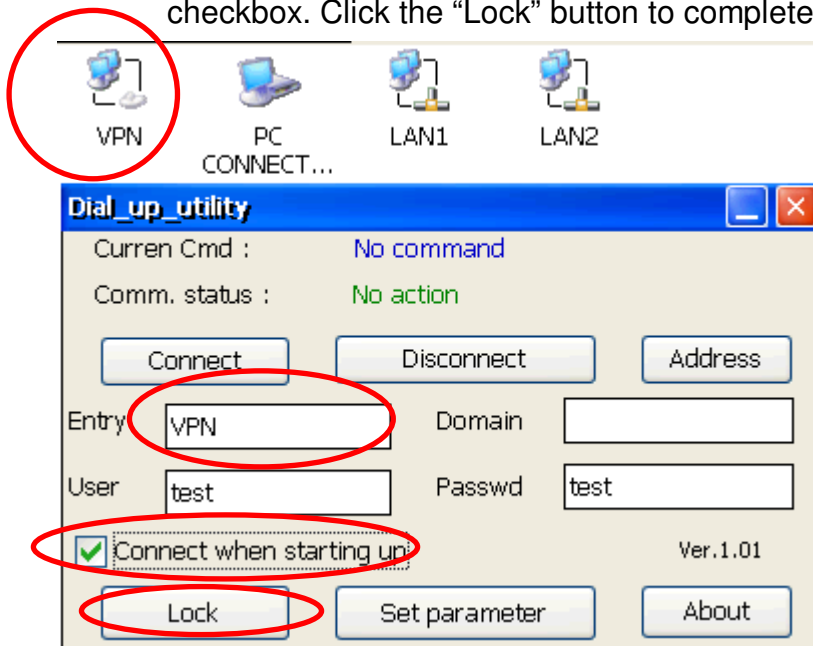 checkbox. Click the “Lock” button to complete
VPN
PC
CONNECT...
LAN1
LAN2
Dial_up_utility
Curren Cmd : No command
Comm. status : No action
Connect Disconnect Address
Entry VPN Domain
User test Passwd test
Connect when starting up Ver.1.01
Lock Set parameter About